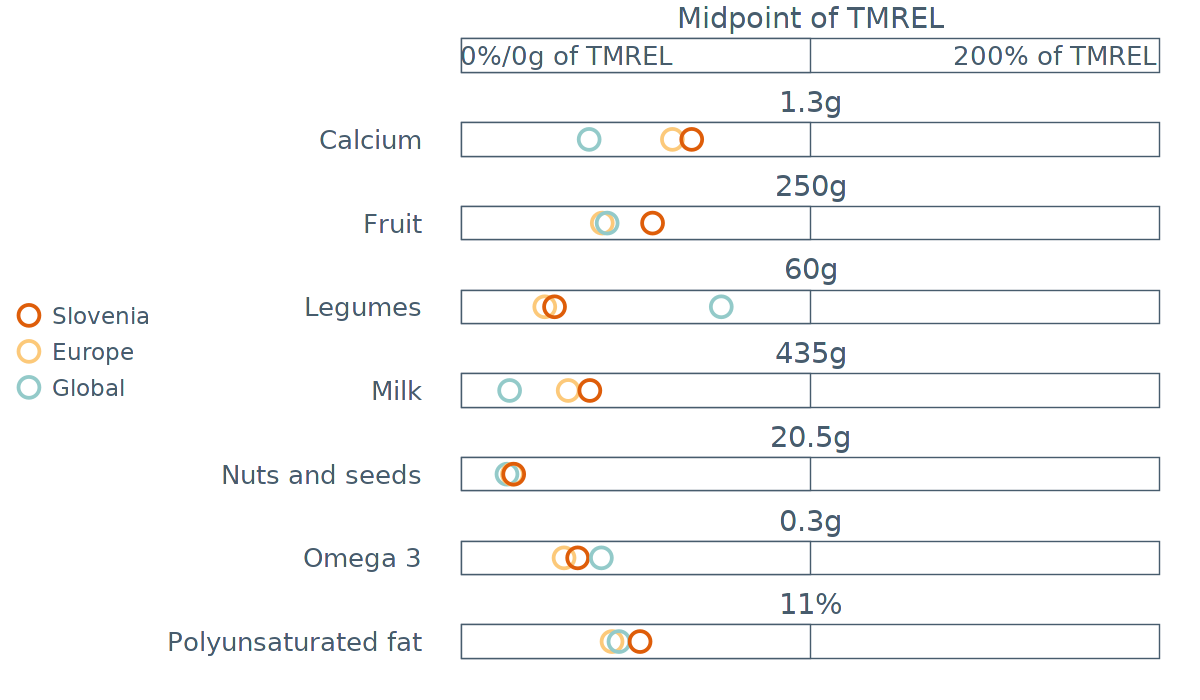 Midpoint of TMREL
0%/0g of TMREL 200% of TMREL
1.3g
Calcium
250g
Fruit
60g
Legumes
435g
Milk
20.5g
Nuts and seeds
0.3g
Omega 3
11%
Polyunsaturated fat
Slovenia
Europe
Global